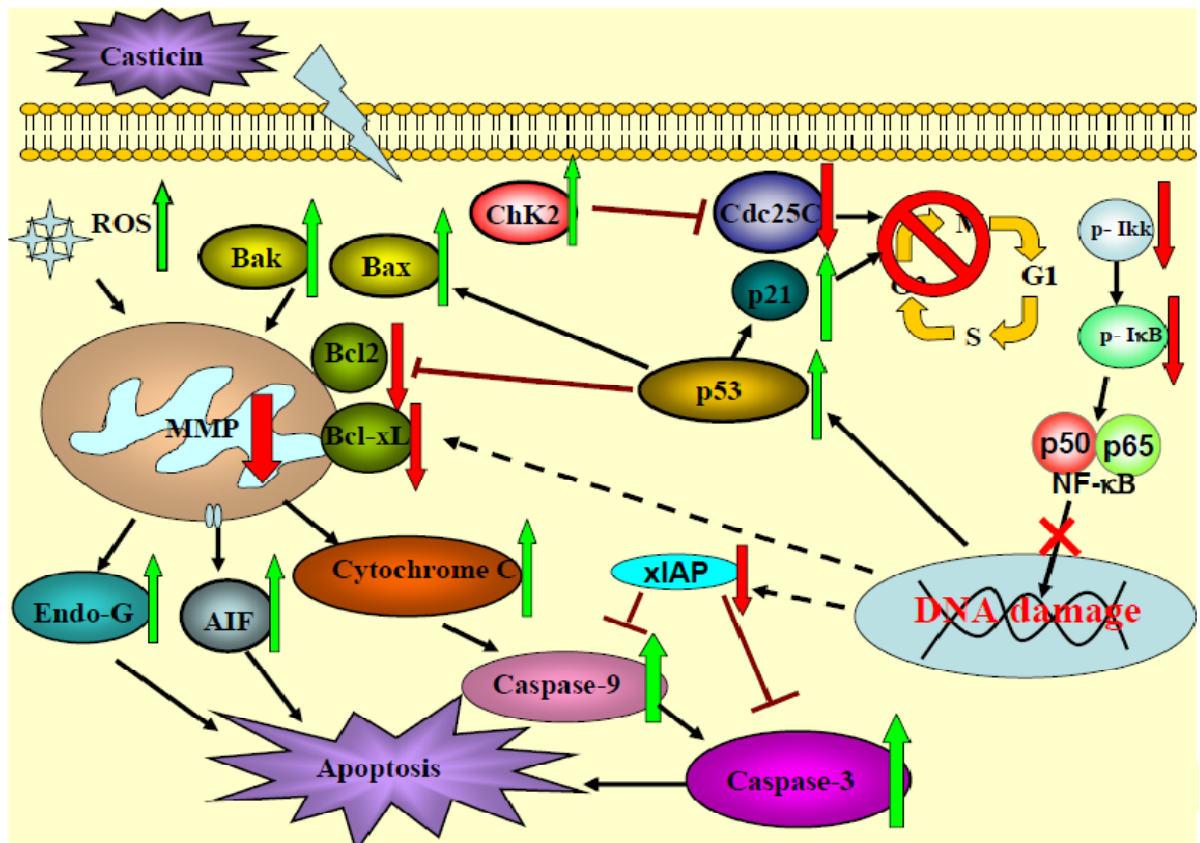 Casticin
ROS
Bak
Bax
ChK2
Cdc25C
p21
M
G1
S
p- Ikk
p- IκB
Bcl2
Bcl-xL
MMP
p53
p50
p65
NF-κB
Endo-G
AIF
Cytochrome C
xIAP
DNA damage
Caspase-9
Caspase-3
Apoptosis